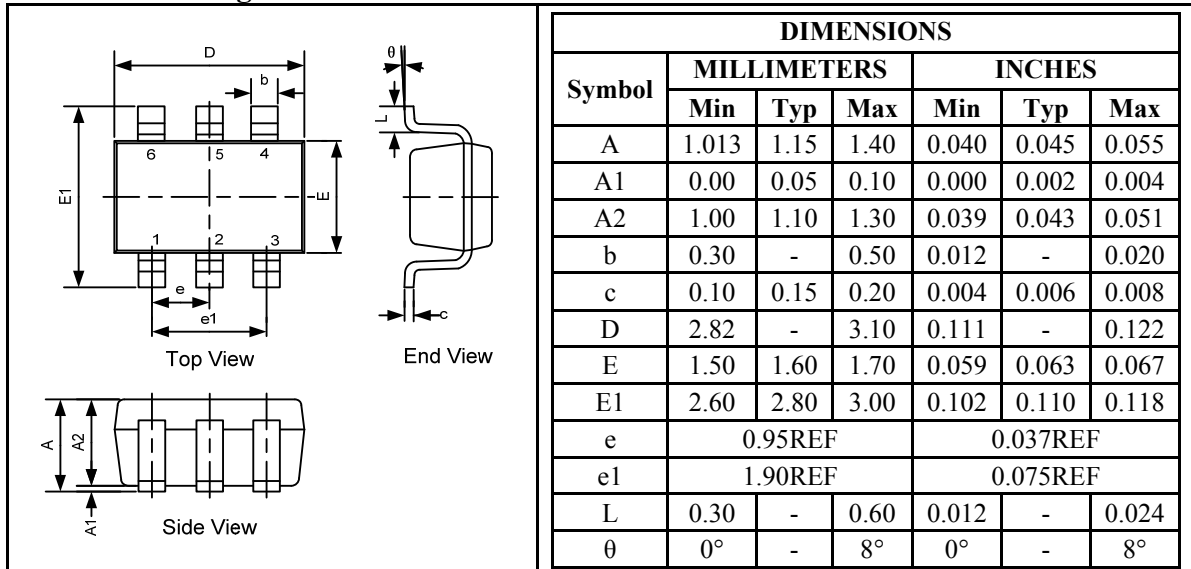 D
b
6 5 4
E1
E
1 2 3
e
e1
Top View
θ
L
c
End View
A
A2
A1
Side View
DIMENSIONS
Symbol MILLIMETERS INCHES
Min Typ Max Min Typ Max
A 1.013 1.15 1.40 0.040 0.045 0.055
A1 0.00 0.05 0.10 0.000 0.002 0.004
A2 1.00 1.10 1.30 0.039 0.043 0.051
b 0.30 - 0.50 0.012 - 0.020
c 0.10 0.15 0.20 0.004 0.006 0.008
D 2.82 - 3.10 0.111 - 0.122
E 1.50 1.60 1.70 0.059 0.063 0.067
E1 2.60 2.80 3.00 0.102 0.110 0.118
e 0.95REF 0.037REF
e1 1.90REF 0.075REF
L 0.30 - 0.60 0.012 - 0.024
θ 0° - 8° 0° - 8°